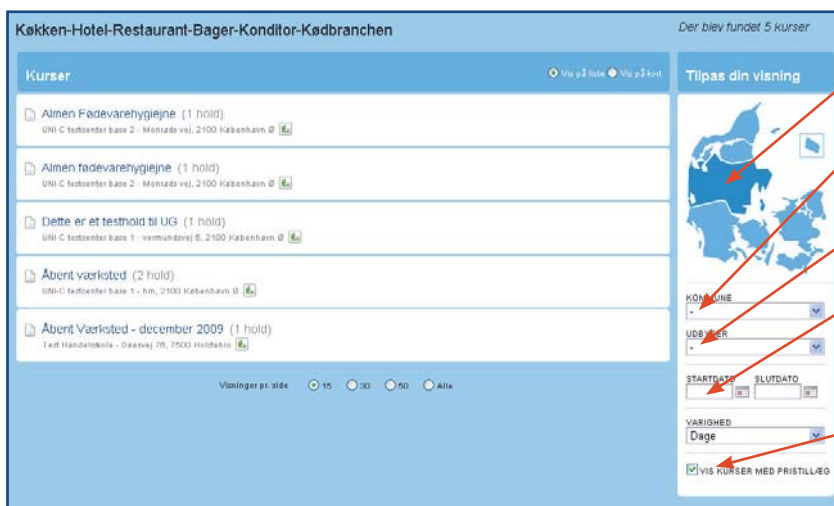 Køkken-Hotel-Restaurant-Bager-Konditor-Kødbranchen
Der blev fundet 5 kurser
Kurser
Vis på liste Vis på kort
Almen Fødevarehygiejne (1 hold)
UNI-C testcenter base 2 - Monrads vej, 2100 København Ø
Almen fødevarehygiejne (1 hold)
UNI-C testcenter base 2 - Monrads vej, 2100 København Ø
Dette er et testhold til UG (1 hold)
UNI-C testcenter base 1 - vermundsvej 5, 2100 København Ø
Åbent værksted (2 hold)
UNI-C testcenter base 1 - hm, 2100 København Ø
Åbent Værksted - december 2009 (1 hold)
Test Handelskole - 76, 7500 Holstebro
Visninger pr. side 15 30 50 Alle
Tilpas din visning
KOMMUNE
-
UDBYDER
-
STARTDATO SLUTDATO
VARIGHED
Dage
VIS KURSER MED PRISTILLÆG